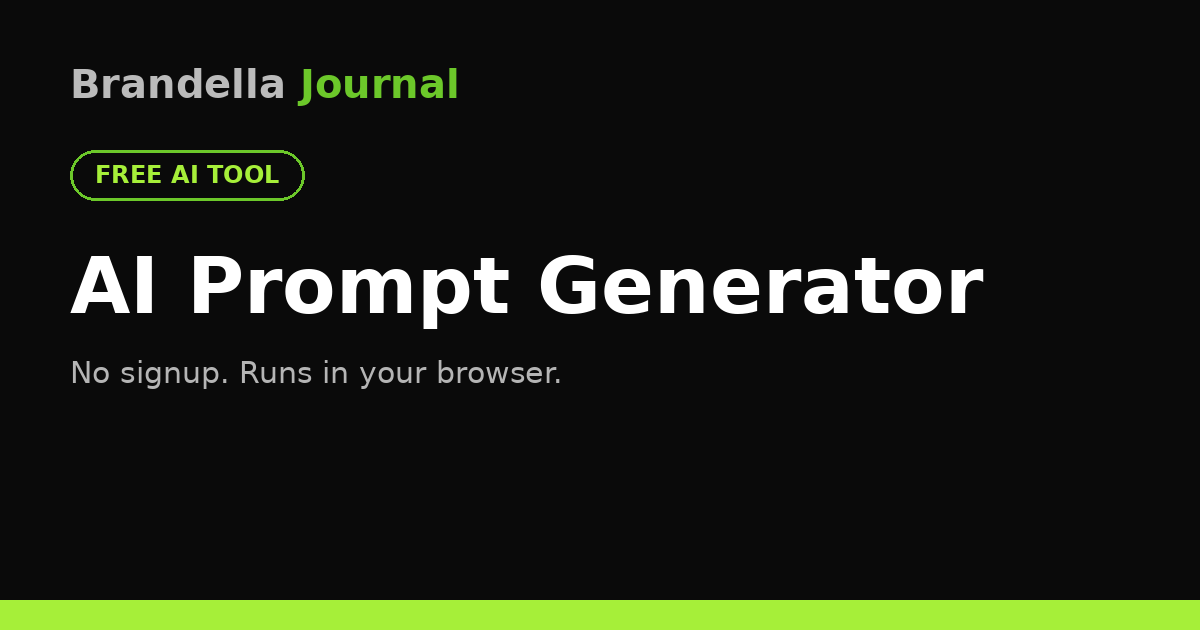 Brandella Journal
FREE AI TOOL
AI Prompt Generator
No signup. Runs in your browser.